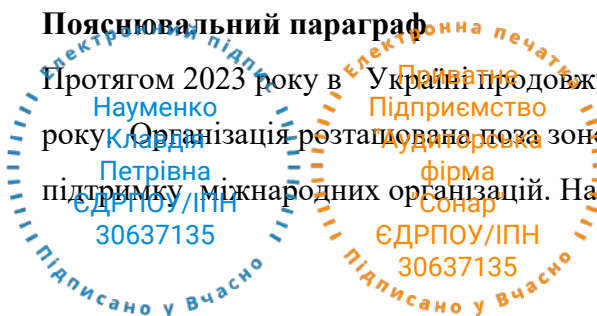 Пояснювальний параграф
Протягом 2023 року в Україні продовж
року. Організація розташована поза зон
підтримку міжнародних організацій. На
Електронний підпис
Науменко
Клавдія
Петрівна
ЄДРПОУ/ІПН
30637135
Підписано у Вчасно
Електронна печатка
Приватне
Підприємство
"Аудиторська
фірма
"Сонар"
ЄДРПОУ/ІПН
30637135
Підписано у Вчасно